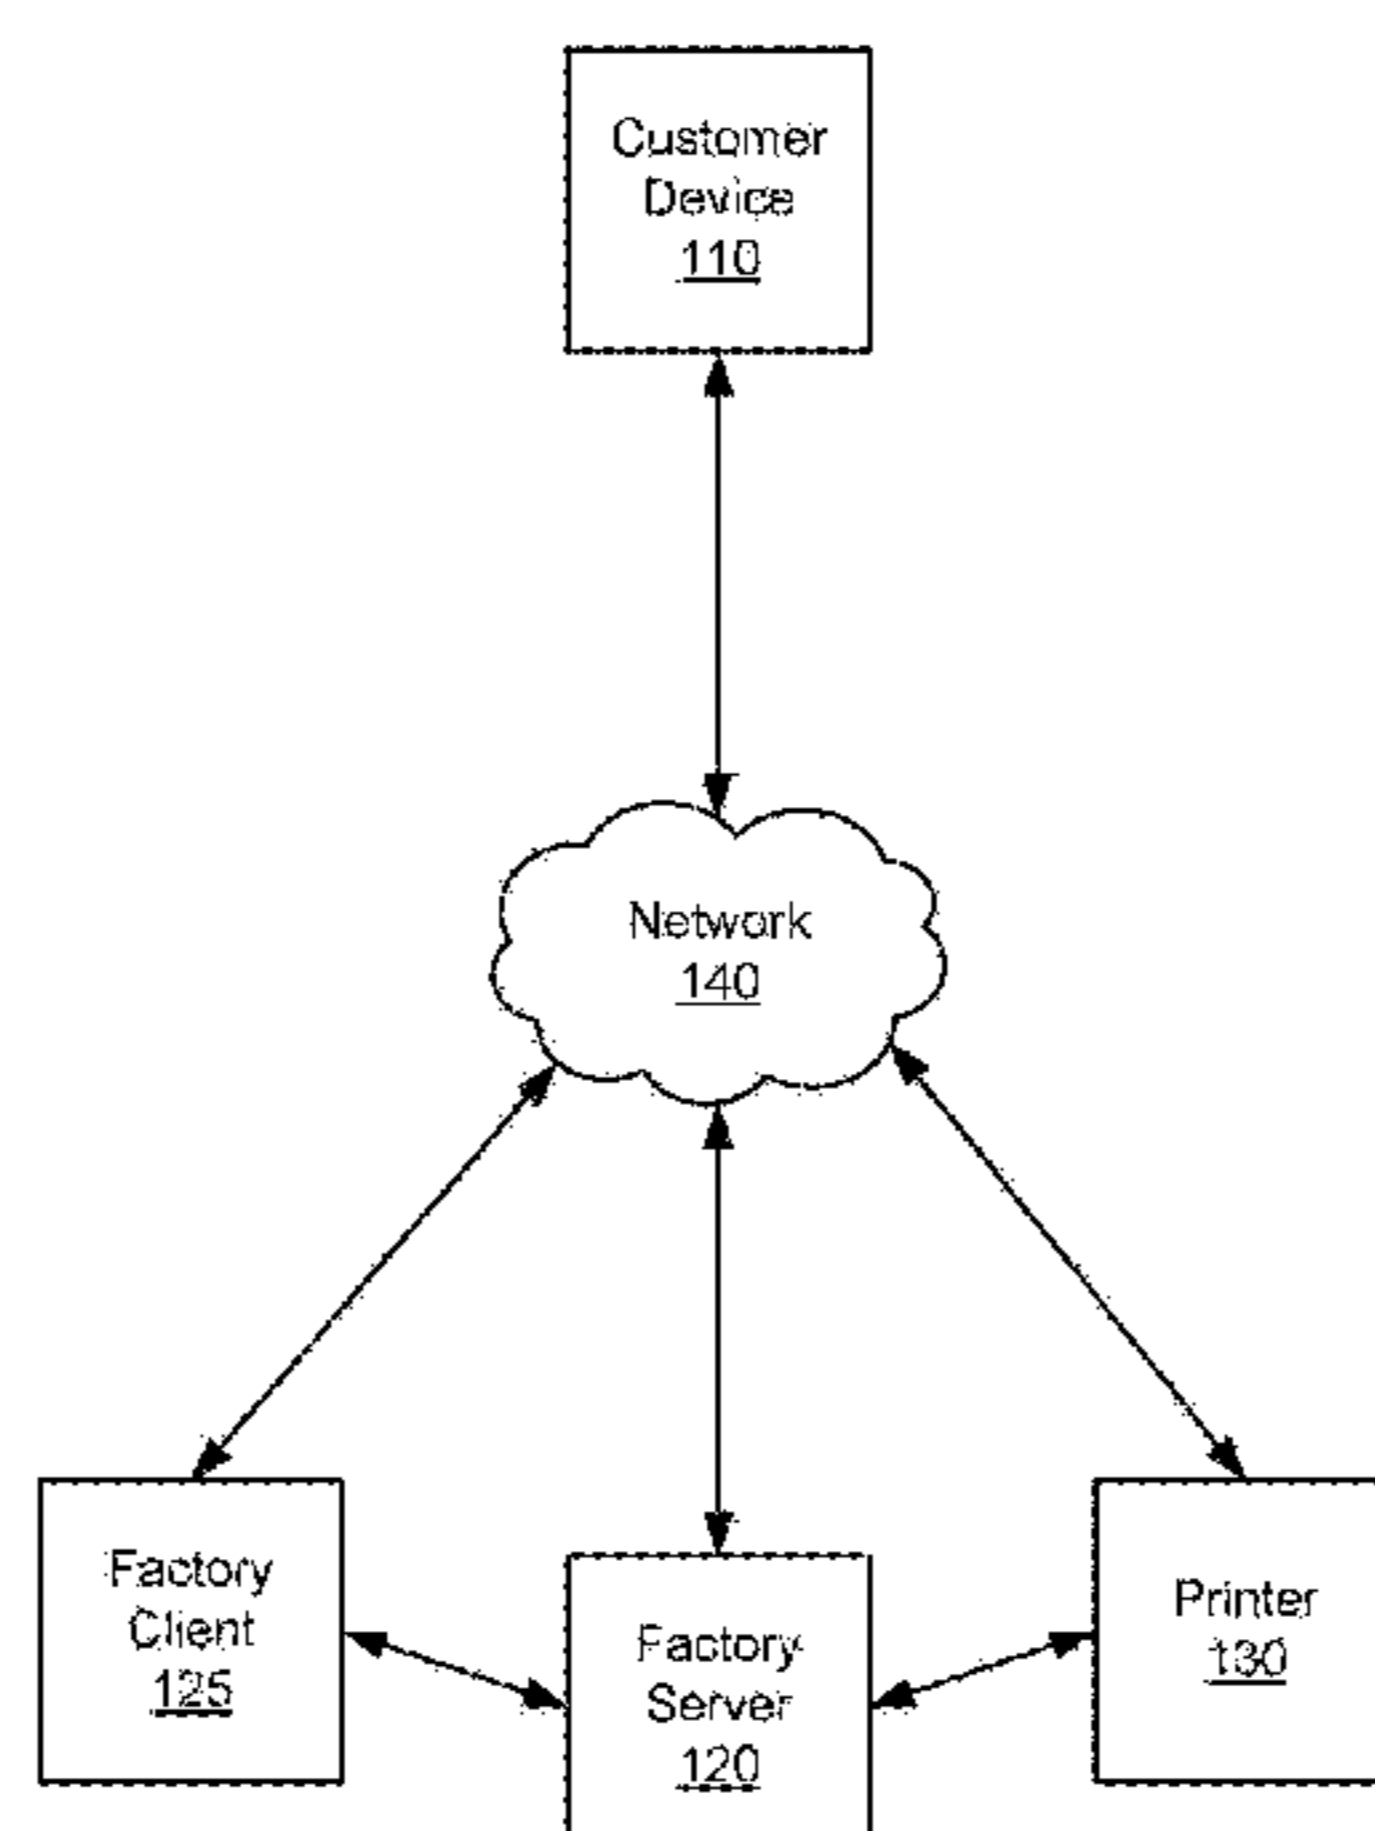 Customer
Device
110
Network
140
Factory
Client
125
Factory
Server
120
Printer
130